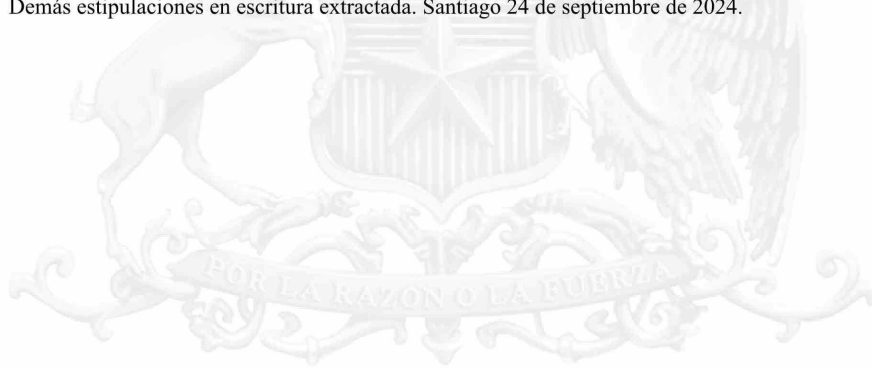 Demás estipulaciones en escritura extractada. Santiago 24 de septiembre de 2024.
POR LA RAZON O LA FUERZA